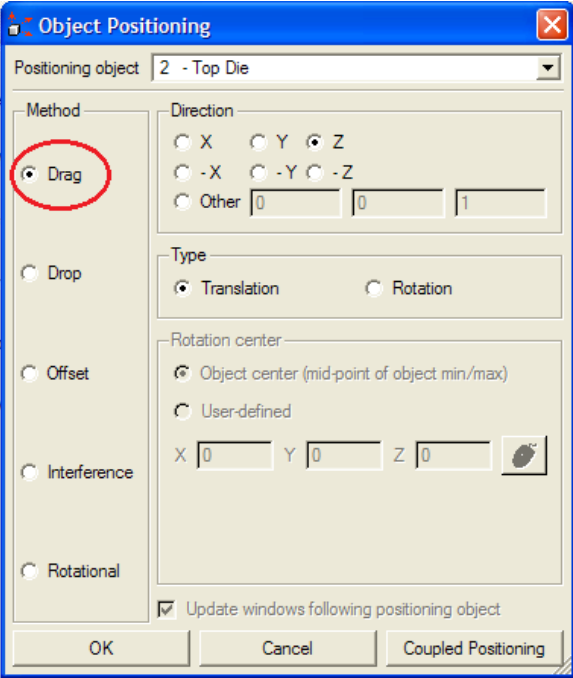 Object Positioning
Positioning object 2 - Top Die
Method
Drag
Drop
Offset
Interference
Rotational
Direction
X Y Z
-X -Y -Z
Other 0 0 1
Type
Translation Rotation
Rotation center
Object center (mid-point of object min/max)
User-defined
X 0 Y 0 Z 0
Update windows following positioning object
OK Cancel Coupled Positioning